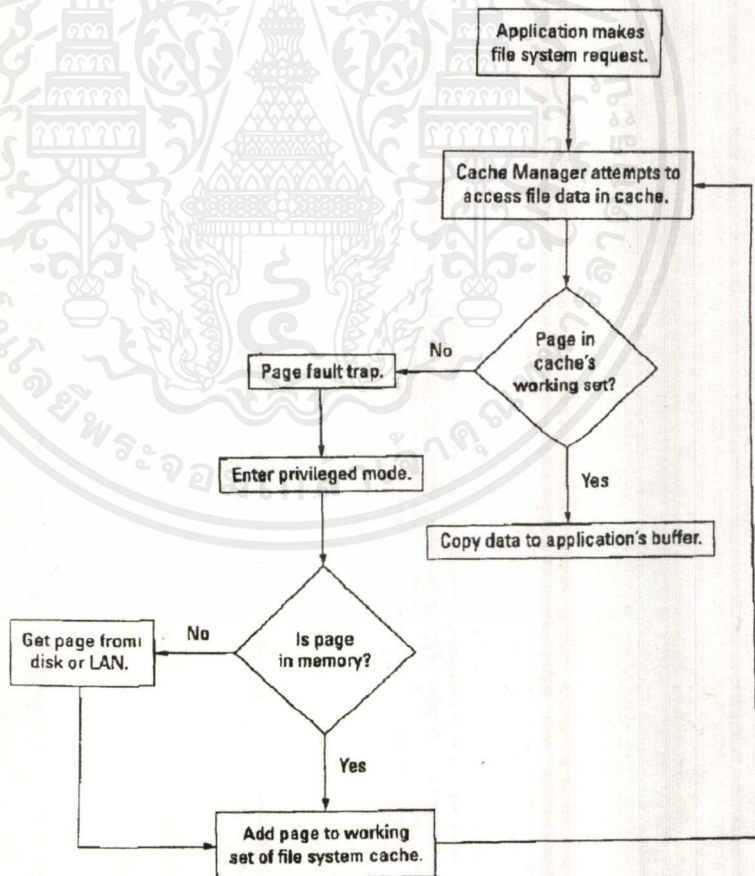 Application makes
file system request.
Cache Manager attempts to
access file data in cache.
Page in
cache's
working set?
No
Page fault trap.
Yes
Enter privileged mode.
Copy data to application's buffer.
Is page
in memory?
No
Get page from
disk or LAN.
Yes
Add page to working
set of file system cache.